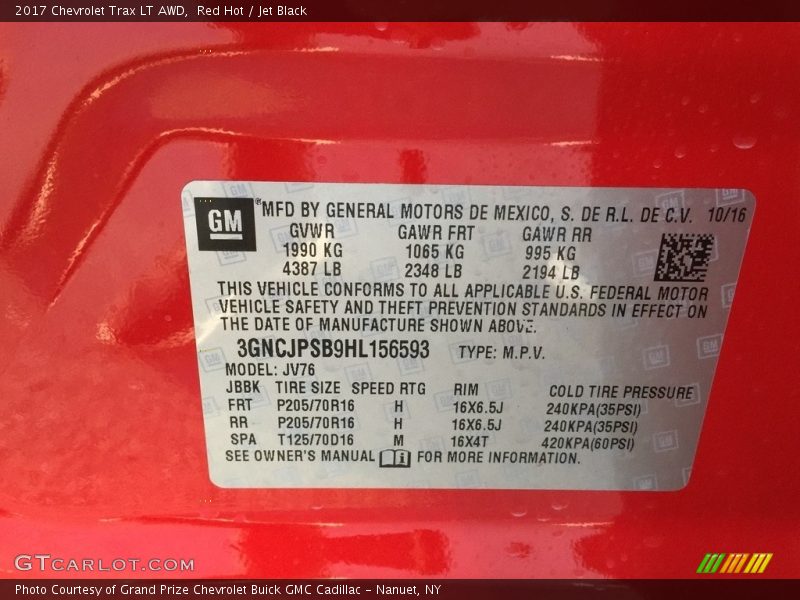 2017 Chevrolet Trax LT AWD,  Red Hot / Jet Black
GM ® MFD BY GENERAL MOTORS DE MEXICO, S. DE R.L. DE C.V. 10/16
GVWR GAWR FRT GAWR RR
1990 KG 1065 KG 995 KG
4387 LB 2348 LB 2194 LB
THIS VEHICLE CONFORMS TO ALL APPLICABLE U.S. FEDERAL MOTOR
VEHICLE SAFETY AND THEFT PREVENTION STANDARDS IN EFFECT ON
THE DATE OF MANUFACTURE SHOWN ABOVE.
3GNCJPSB9HL156593 TYPE: M.P.V.
MODEL: JV76
JBBK TIRE SIZE SPEED RTG RIM COLD TIRE PRESSURE
FRT P205/70R16 H 16X6.5J 240KPA(35PSI)
RR P205/70R16 H 16X6.5J 240KPA(35PSI)
SPA T125/70D16 M 16X4T 420KPA(60PSI)
SEE OWNER'S MANUAL FOR MORE INFORMATION.
GTCARLOT.COM
Photo Courtesy of Grand Prize Chevrolet Buick GMC Cadillac - Nanuet, NY